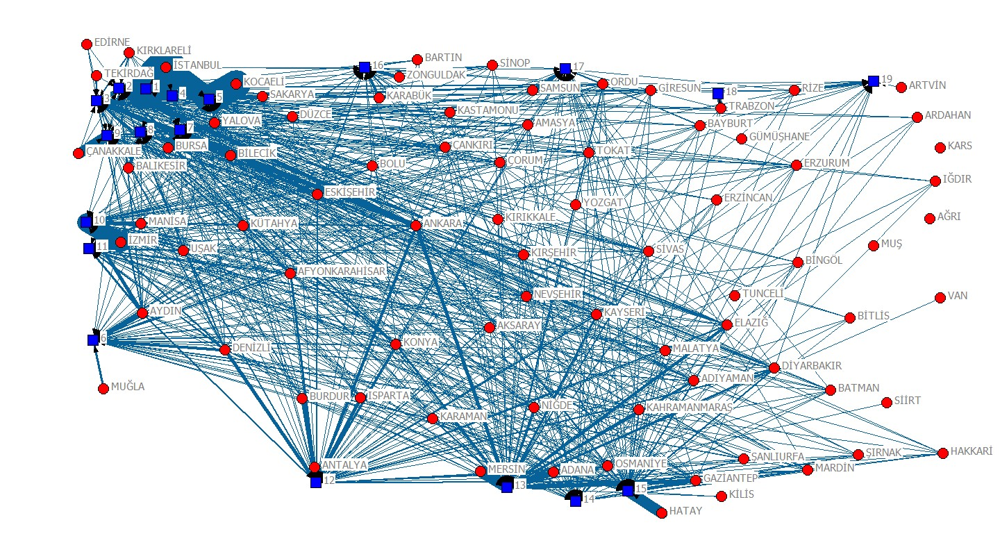 EDİRNE
KIRKLARELİ
BARTIN
SİNOP
İSTANBUL
TEKİRDAĞ
16
17
ZONGULDAK
KOCAELİ
19
ORDU
ARTVİN
2
1
4
5
SAKARYA
KARABÜK
SAMSUN
GİRESUN
18
RİZE
3
TRABZON
KASTAMONU
DÜZCE
ARDAHAN
YALOVA
AMASYA
BAYBURT
9
8
7
GÜMÜŞHANE
ÇANAKKALE
BURSA
BİLECİK
ÇANKIRI
TOKAT
KARS
BALIKESİR
BOLU
ÇORUM
ERZURUM
IĞDIR
ESKİŞEHİR
YOZGAT
ERZİNCAN
10
MANİSA
KÜTAHYA
ANKARA
KIRIKKALE
AĞRI
11
İZMİR
UŞAK
KIRŞEHİR
SİVAS
MUŞ
BİNGÖL
AFYONKARAHİSAR
NEVŞEHİR
TUNCELİ
VAN
AYDIN
KAYSERİ
BİTLİS
AKSARAY
ELAZIĞ
6
DENİZLİ
KONYA
MALATYA
DİYARBAKIR
ADIYAMAN
MUĞLA
BATMAN
BURDUR
ISPARTA
NİĞDE
KAHRAMANMARAŞ
SİİRT
KARAMAN
ANTALYA
MERSİN
ADANA
OSMANİYE
ŞANLIURFA
ŞIRNAK
HAKKARİ
12
13
GAZİANTEP
MARDİN
14
15
KİLİS
HATAY